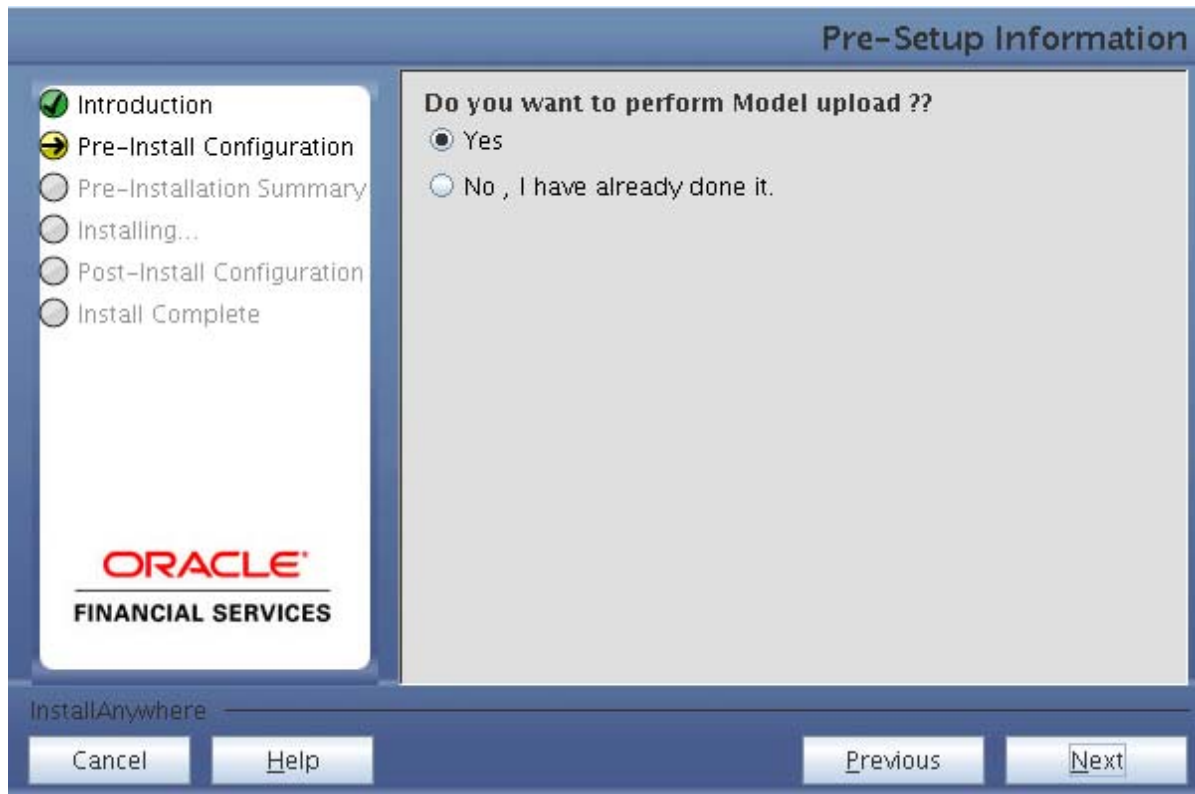 Pre-Setup Information
Introduction
Pre-Install Configuration
Pre-Installation Summary
Installing...
Post-Install Configuration
Install Complete
ORACLE
FINANCIAL SERVICES
Do you want to perform Model upload ??
Yes
No , I have already done it.
InstallAnywhere
Cancel
Help
Previous
Next